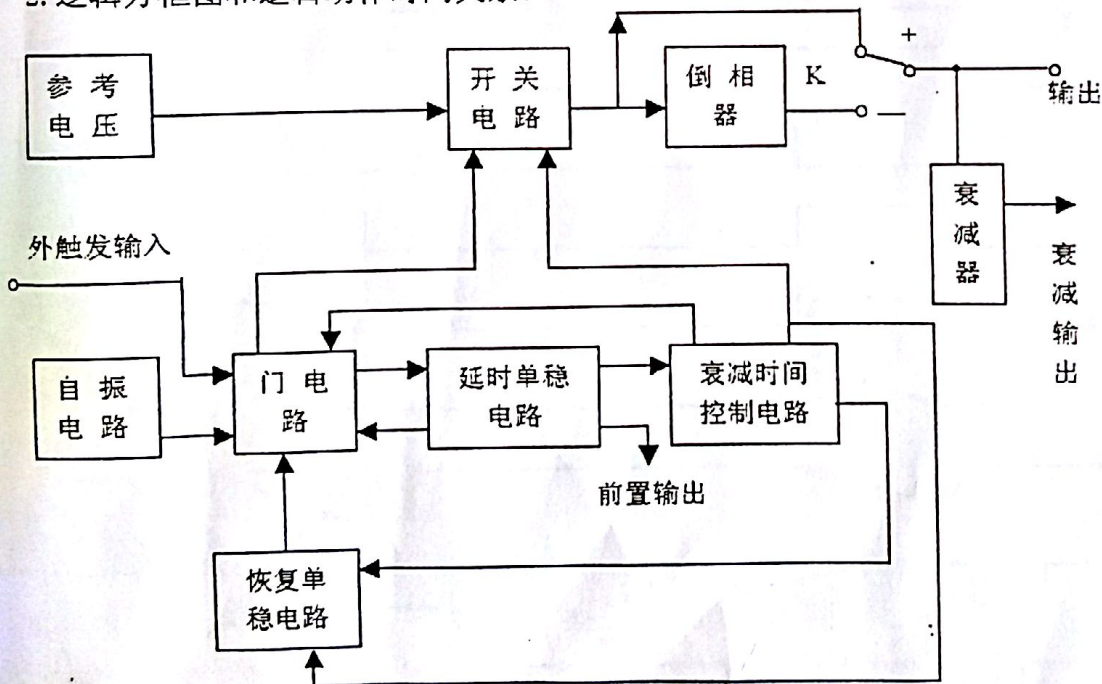 参考
电压
开关
电路
倒相
器
K
+
—
输出
衰
减
器
衰
减
输
出
外触发输入
自振
电路
门电
路
延时单稳
电路
衰减时间
控制电路
前置输出
恢复单
稳电路